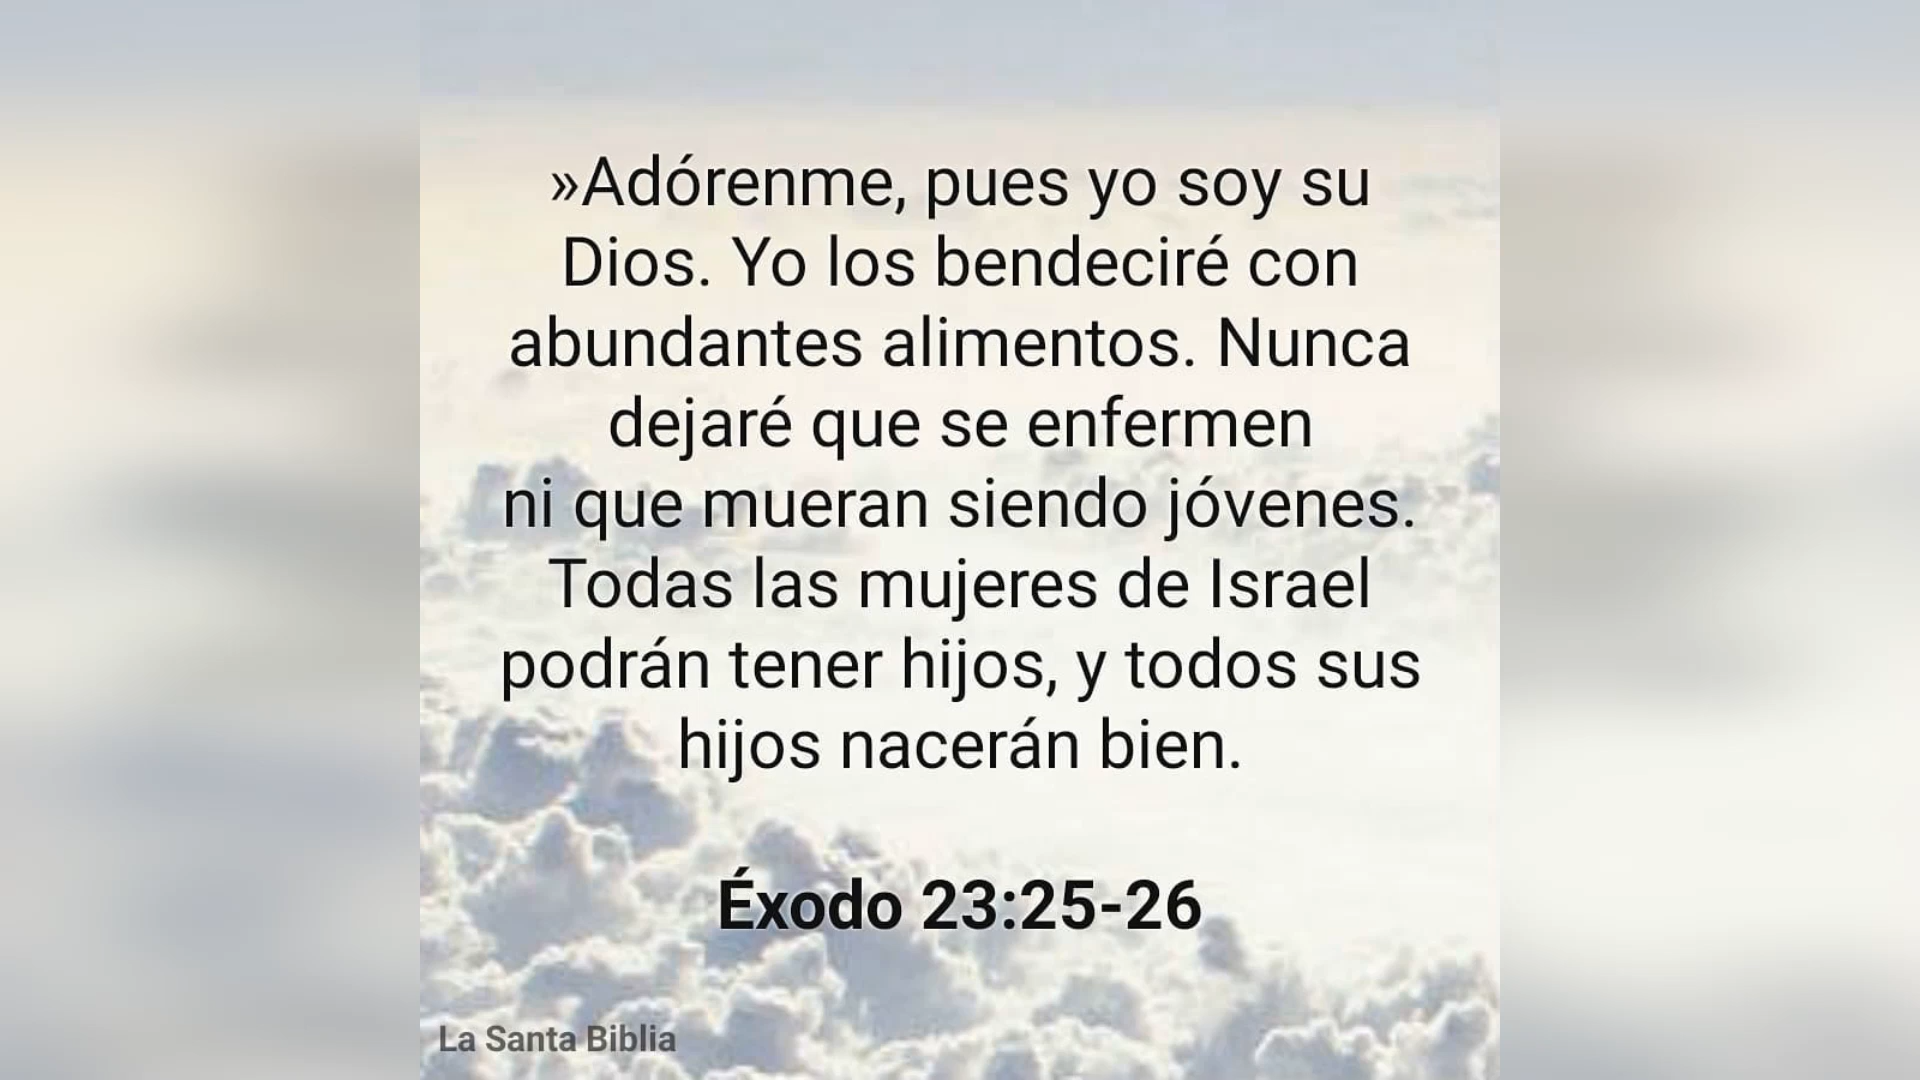 »Adórenme, pues yo soy su
Dios. Yo los bendeciré con
abundantes alimentos. Nunca
dejaré que se enfermen
ni que mueran siendo jóvenes.
Todas las mujeres de Israel
podrán tener hijos, y todos sus
hijos nacerán bien.
Éxodo 23:25-26
La Santa Biblia